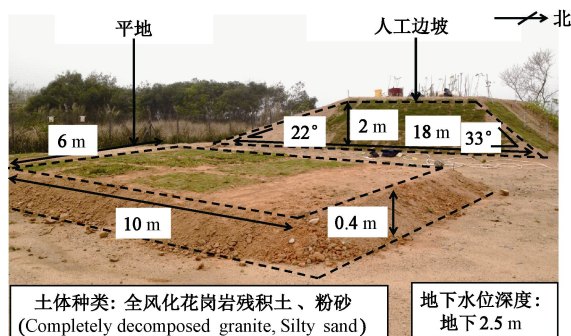 平地
人工边坡
北
6 m
22°
2 m
18 m
33°
10 m
0.4 m
土体种类: 全风化花岗岩残积土、粉砂
(Completely decomposed granite, Silty sand)
地下水位深度:
地下2.5 m